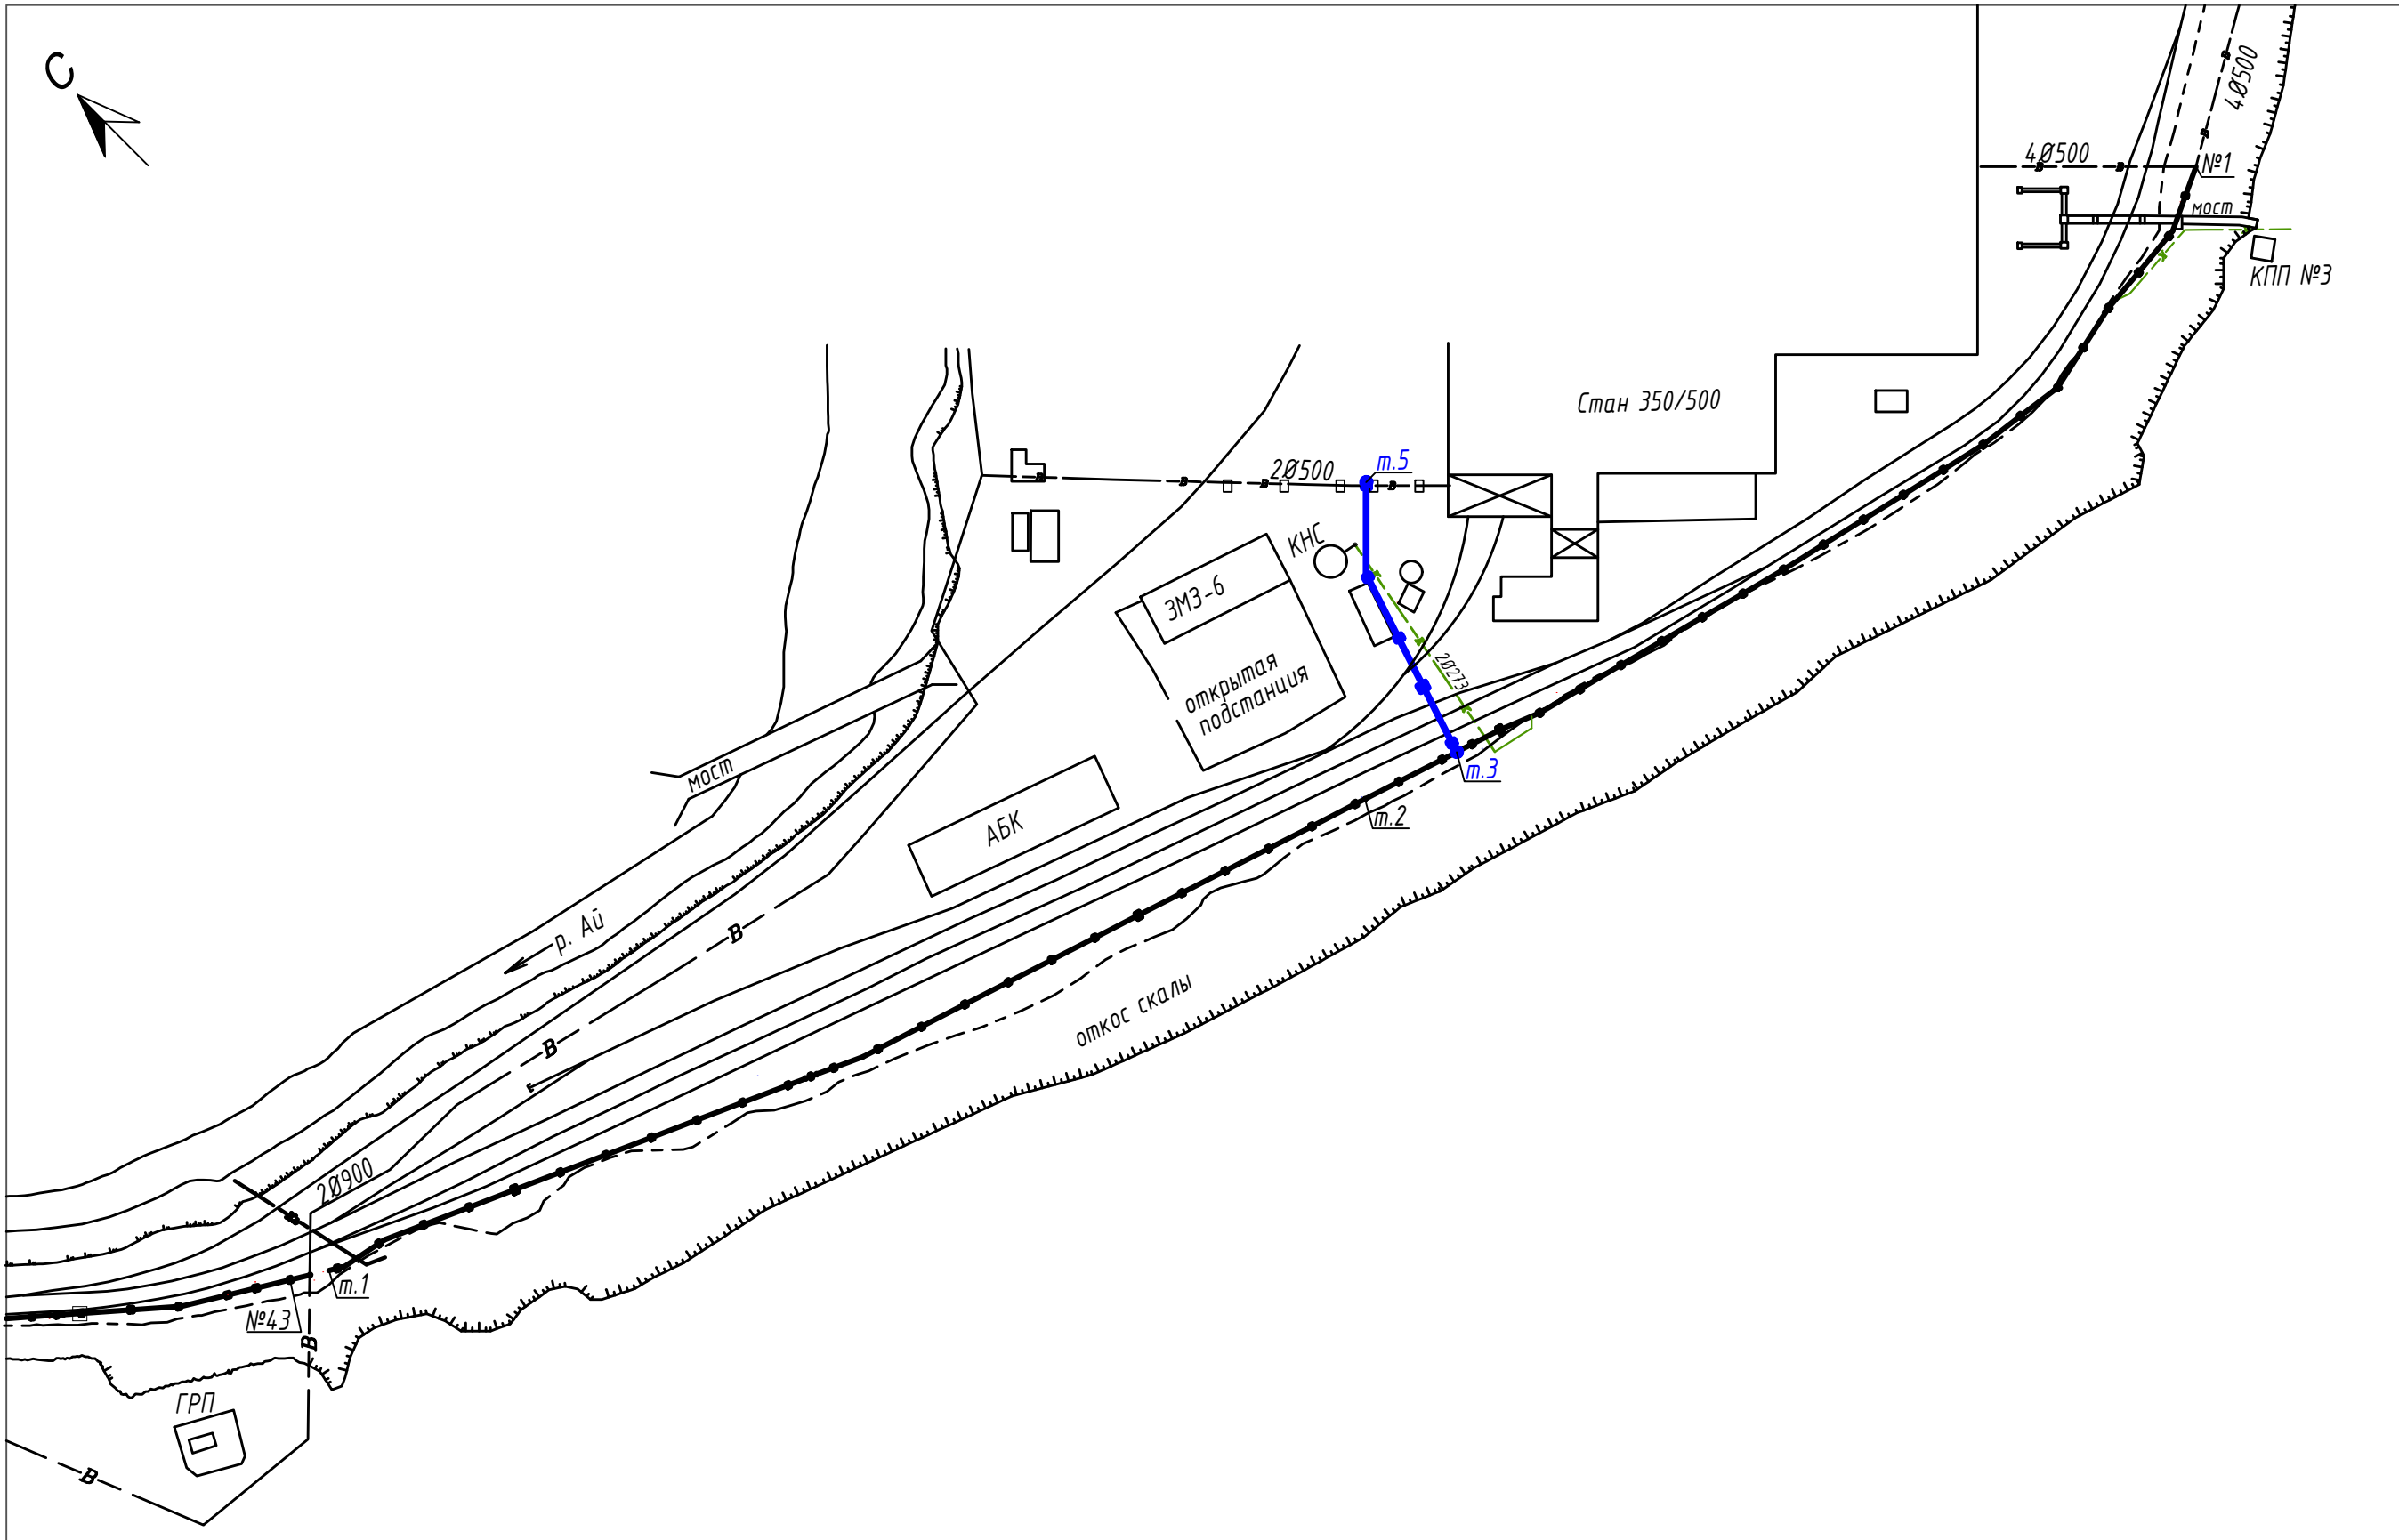 С
4Ø500
4Ø500
№1
мост
КПП №3
Стан 350/500
2Ø500
т.5
КНС
ЗМЗ-6
2Ø273
открытая
подстанция
т.3
мост
т.2
АБК
р. Ай
В
В
откос скалы
2Ø900
В
т.1
№43
В
ГРП
В